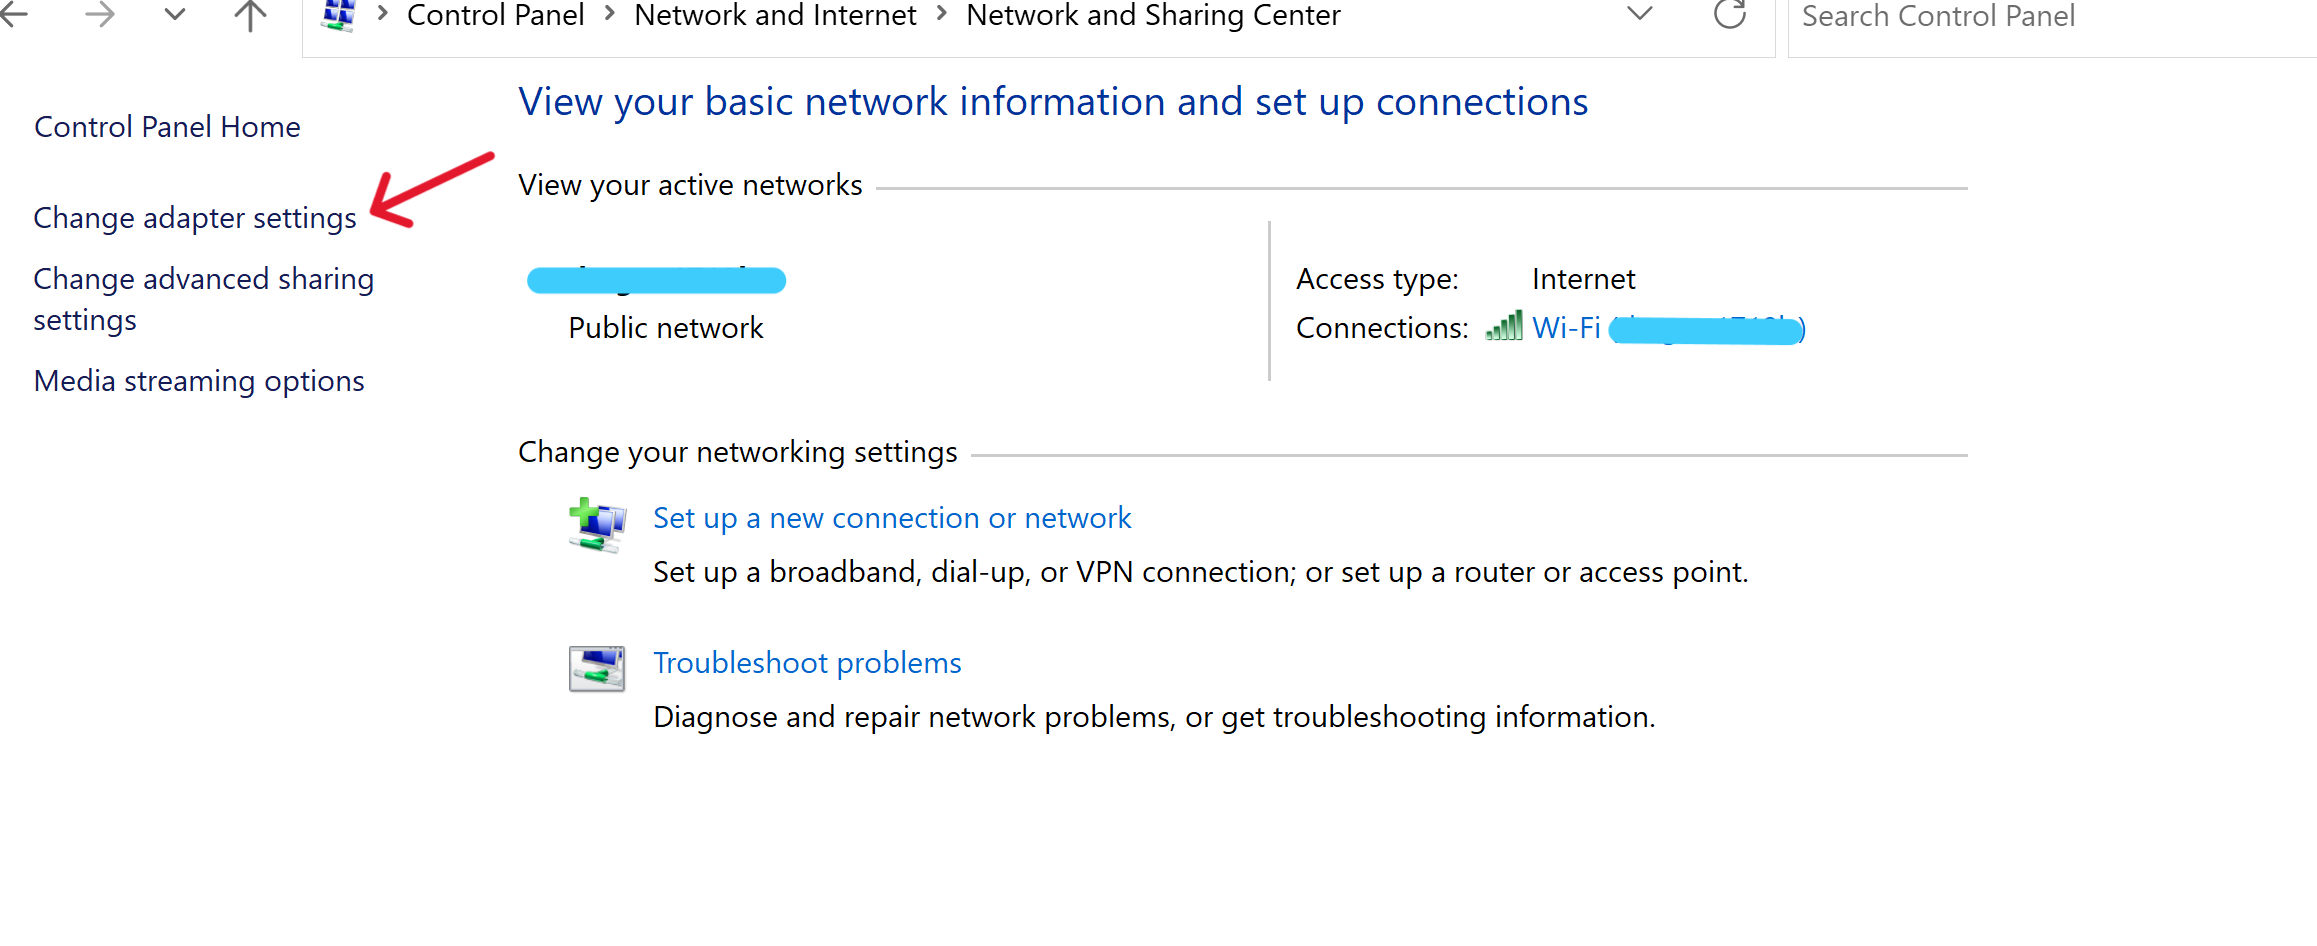 Control Panel > Network and Internet > Network and Sharing Center
Search Control Panel
Control Panel Home
Change adapter settings
Change advanced sharing
settings
Media streaming options
View your basic network information and set up connections
View your active networks
Public network
Access type: Internet
Connections: Wi-Fi
Change your networking settings
Set up a new connection or network
Set up a broadband, dial-up, or VPN connection; or set up a router or access point.
Troubleshoot problems
Diagnose and repair network problems, or get troubleshooting information.